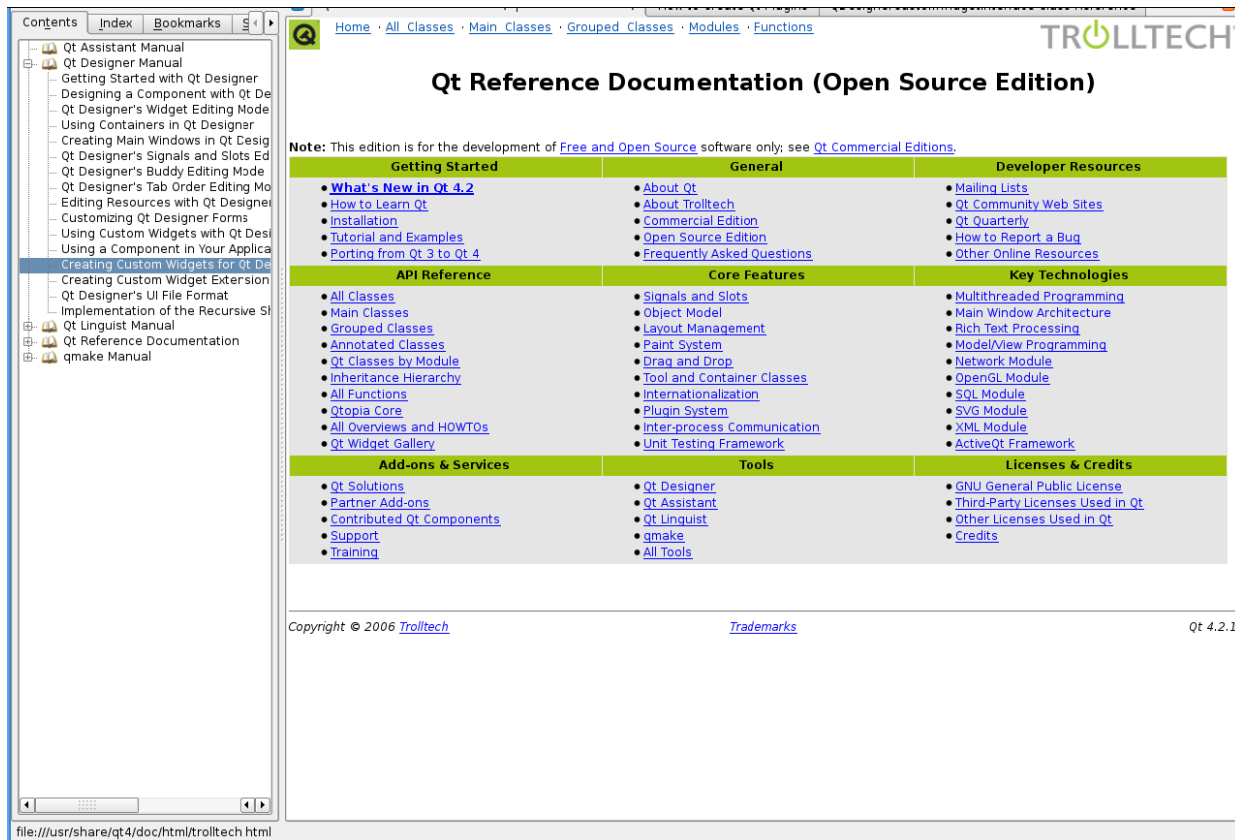 Contents Index Bookmarks S
Qt Assistant Manual
Qt Designer Manual
Getting Started with Qt Designer
Designing a Component with Qt De
Qt Designer's Widget Editing Mode
Using Containers in Qt Designer
Creating Main Windows in Qt Desig
Qt Designer's Signals and Slots Ed
Qt Designer's Buddy Editing Mode
Qt Designer's Tab Order Editing Mo
Editing Resources with Qt Designer
Customizing Qt Designer Forms
Using Custom Widgets with Qt Desi
Using a Component in Your Applica
Creating Custom Widgets for Qt De
Creating Custom Widget Extension
Qt Designer's UI File Format
Implementation of the Recursive Sh
Qt Linguist Manual
Qt Reference Documentation
qmake Manual
Home · All Classes · Main Classes · Grouped Classes · Modules · Functions
TROLLTECH
Qt Reference Documentation (Open Source Edition)
Note: This edition is for the development of Free and Open Source software only; see Qt Commercial Editions.
Getting Started General Developer Resources
• What's New in Qt 4.2 • About Qt • Mailing Lists
• How to Learn Qt • About Trolltech • Qt Community Web Sites
• Installation • Commercial Edition • Qt Quarterly
• Tutorial and Examples • Open Source Edition • How to Report a Bug
• Porting from Qt 3 to Qt 4 • Frequently Asked Questions • Other Online Resources
API Reference Core Features Key Technologies
• All Classes • Signals and Slots • Multithreaded Programming
• Main Classes • Object Model • Main Window Architecture
• Grouped Classes • Layout Management • Rich Text Processing
• Annotated Classes • Paint System • Model/View Programming
• Qt Classes by Module • Drag and Drop • Network Module
• Inheritance Hierarchy • Tool and Container Classes • OpenGL Module
• All Functions • Internationalization • SQL Module
• Qtopia Core • Plugin System • SVG Module
• All Overviews and HOWTOs • Inter-process Communication • XML Module
• Qt Widget Gallery • Unit Testing Framework • ActiveQt Framework
Add-ons & Services Tools Licenses & Credits
• Qt Solutions • Qt Designer • GNU General Public License
• Partner Add-ons • Qt Assistant • Third-Party Licenses Used in Qt
• Contributed Qt Components • Qt Linguist • Other Licenses Used in Qt
• Support • qmake • Credits
• Training • All Tools
Copyright © 2006 Trolltech Trademarks Qt 4.2.1
file:///usr/share/qt4/doc/html/trolltech html